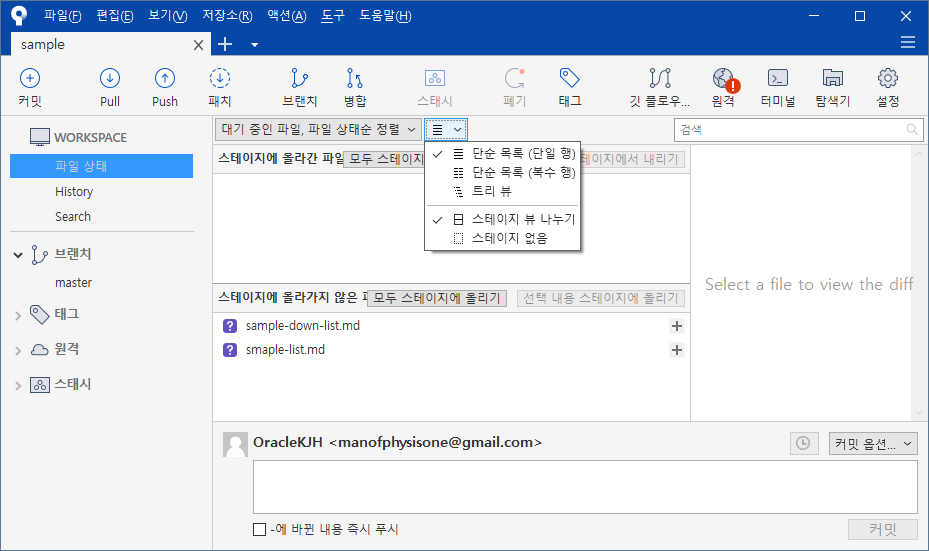 파일(F) 편집(E) 보기(V) 저장소(R) 액션(A) 도구 도움말(H)
sample
커밋 Pull Push 패치 브랜치 병합 스태시 폐기 태그 깃 플로우... 원격 터미널 탐색기 설정
WORKSPACE
파일 상태
History
Search
브랜치
master
태그
원격
스태시
대기 중인 파일, 파일 상태순 정렬
검색
스테이지에 올라간 파일 모두 스테이지 스테이지에서 내리기
단순 목록 (단일 행)
단순 목록 (복수 행)
트리 뷰
스테이지 뷰 나누기
스테이지 없음
Select a file to view the diff
스테이지에 올라가지 않은 모두 스테이지에 올리기 선택 내용 스테이지에 올리기
sample-down-list.md
smaple-list.md
OracleKJH <manofphysisone@gmail.com>
커밋 옵션...
-에 바뀐 내용 즉시 푸시
커밋